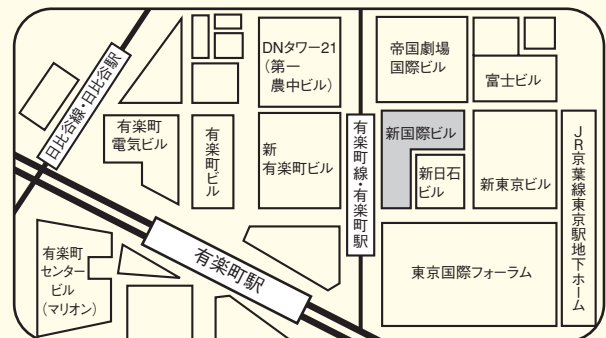 DNタワー21
(第一
農中ビル)
帝国劇場
国際ビル
富士ビル
日比谷線・日比谷駅
有楽町
電気ビル
有楽町ビル
新
有楽町ビル
有楽町線・有楽町駅
新国際ビル
新日石
ビル
新東京ビル
JR京葉線東京駅地下ホーム
有楽町
センター
ビル
(マリオン)
有楽町駅
東京国際フォーラム